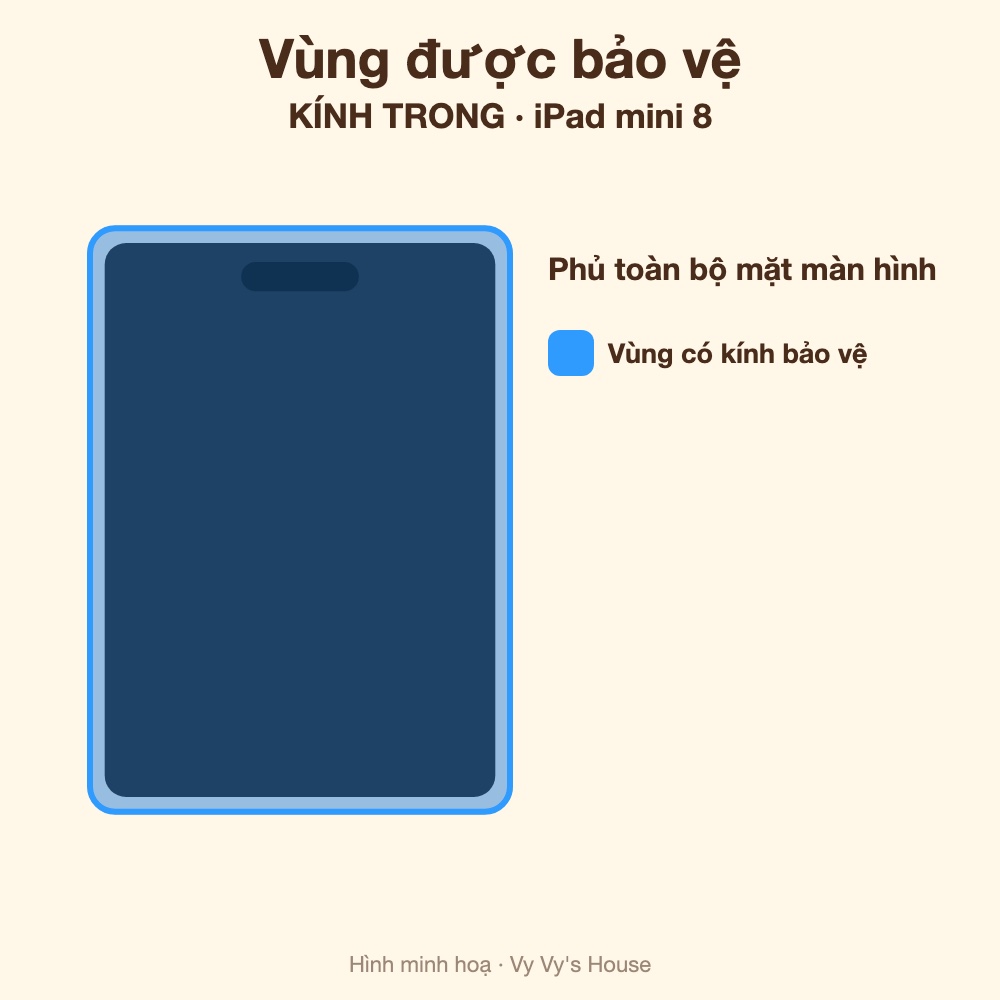 Vùng được bảo vệ
KÍNH TRONG · iPad mini 8
Phủ toàn bộ mặt màn hình
Vùng có kính bảo vệ
Hình minh hoạ · Vy Vy's House